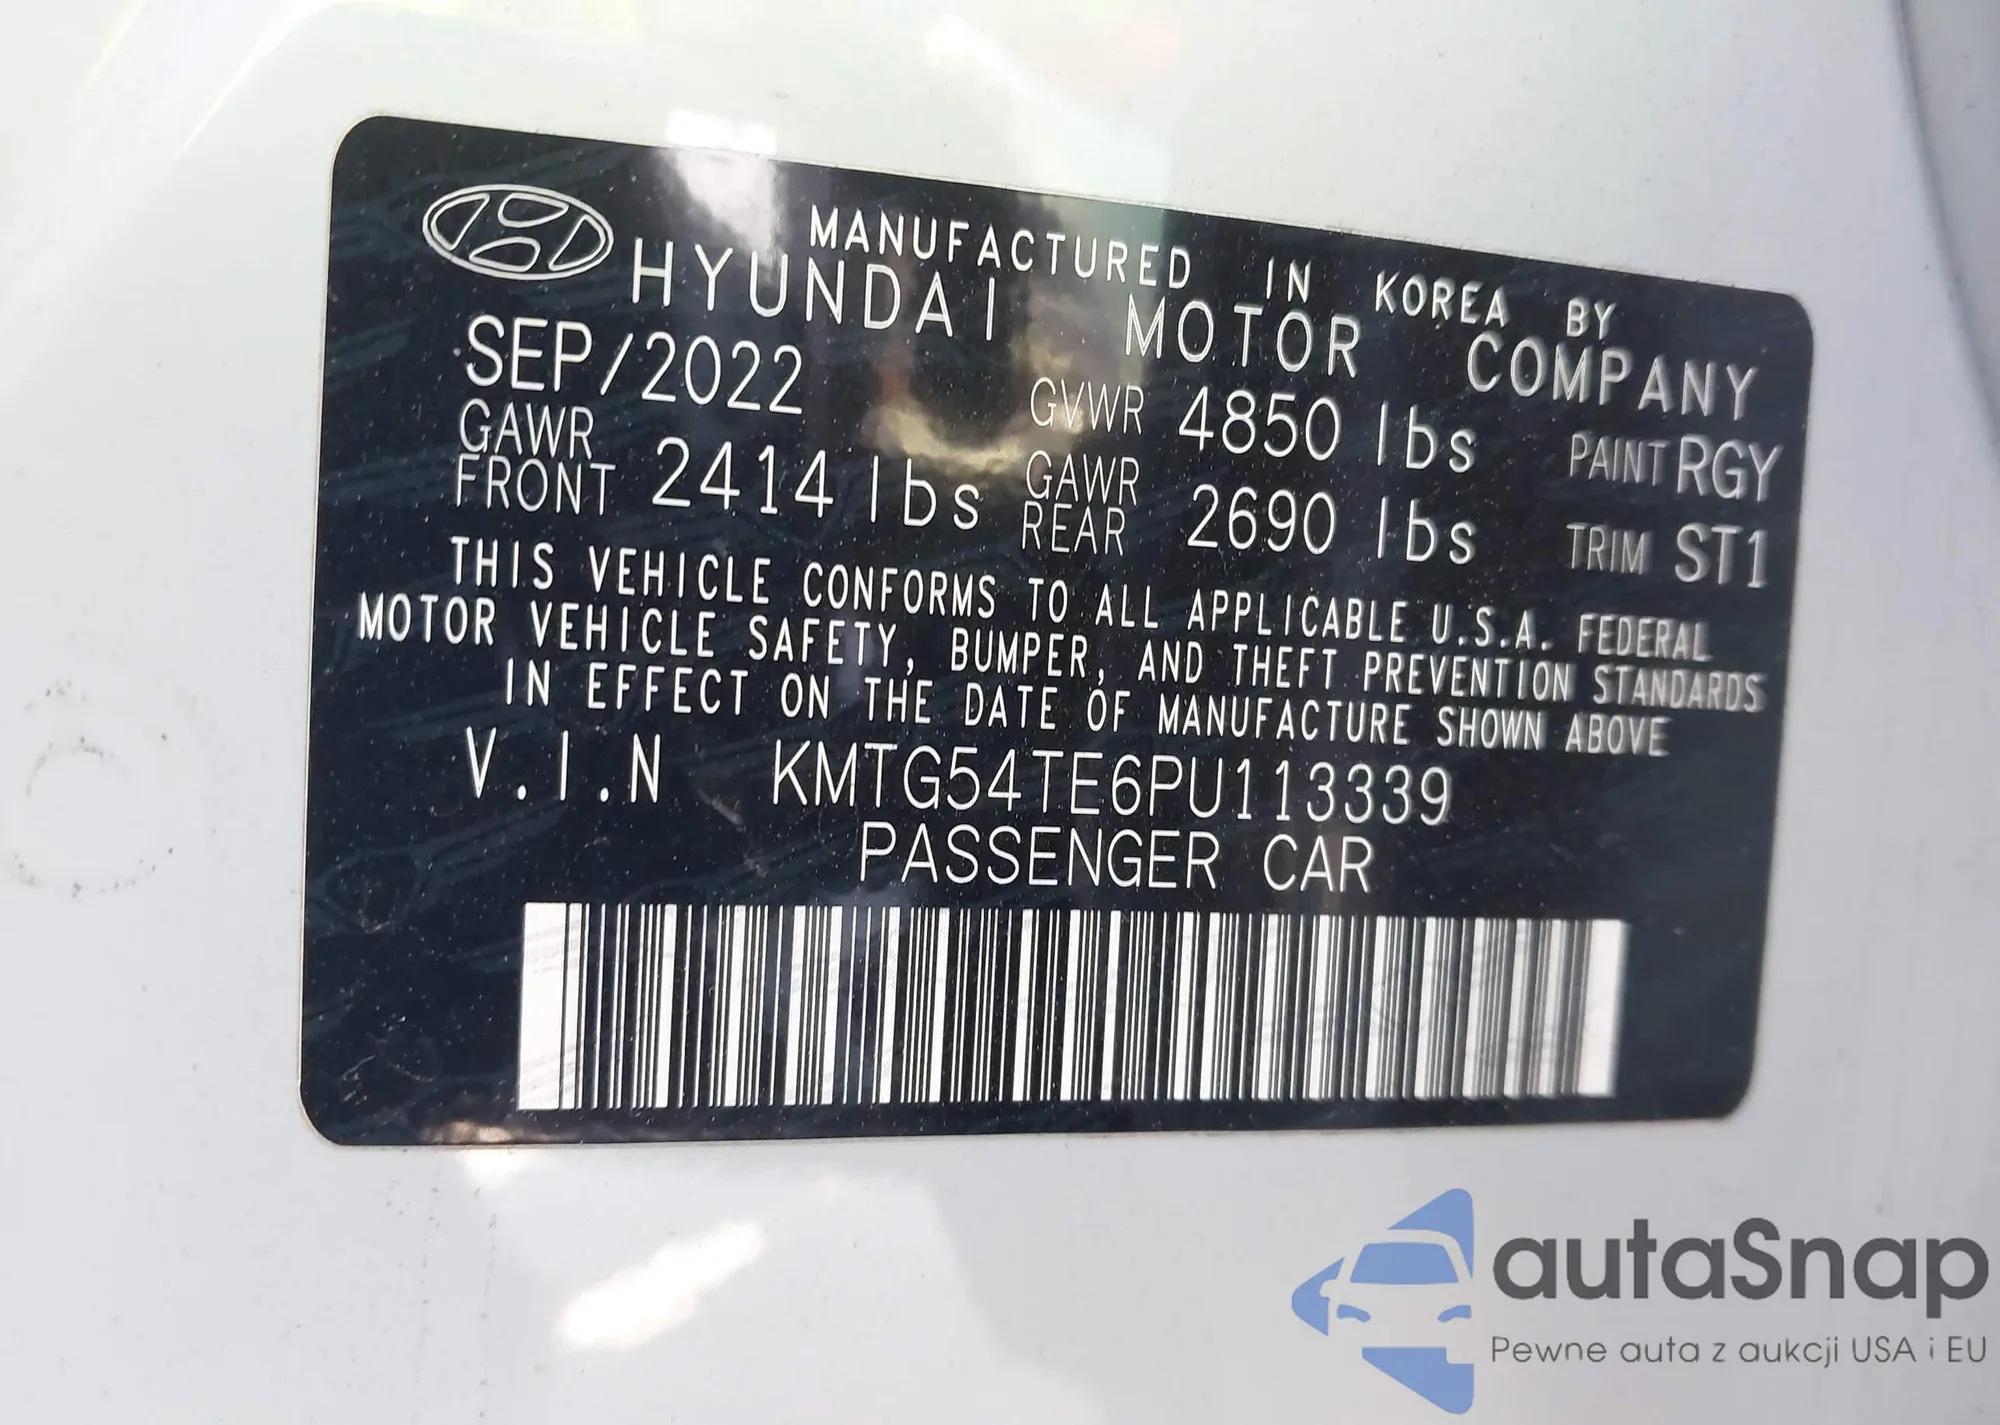 MANUFACTURED IN KOREA BY
HYUNDAI MOTOR COMPANY
SEP/2022 GVWR 4850 lbs PAINT RGY
GAWR FRONT 2414 lbs GAWR REAR 2690 lbs TRIM ST1
THIS VEHICLE CONFORMS TO ALL APPLICABLE U.S.A. FEDERAL
MOTOR VEHICLE SAFETY, BUMPER, AND THEFT PREVENTION STANDARDS
IN EFFECT ON THE DATE OF MANUFACTURE SHOWN ABOVE
V.I.N KMTG54TE6PU113339
PASSENGER CAR
autaSnap
Pewne auta z aukcji USA i EU